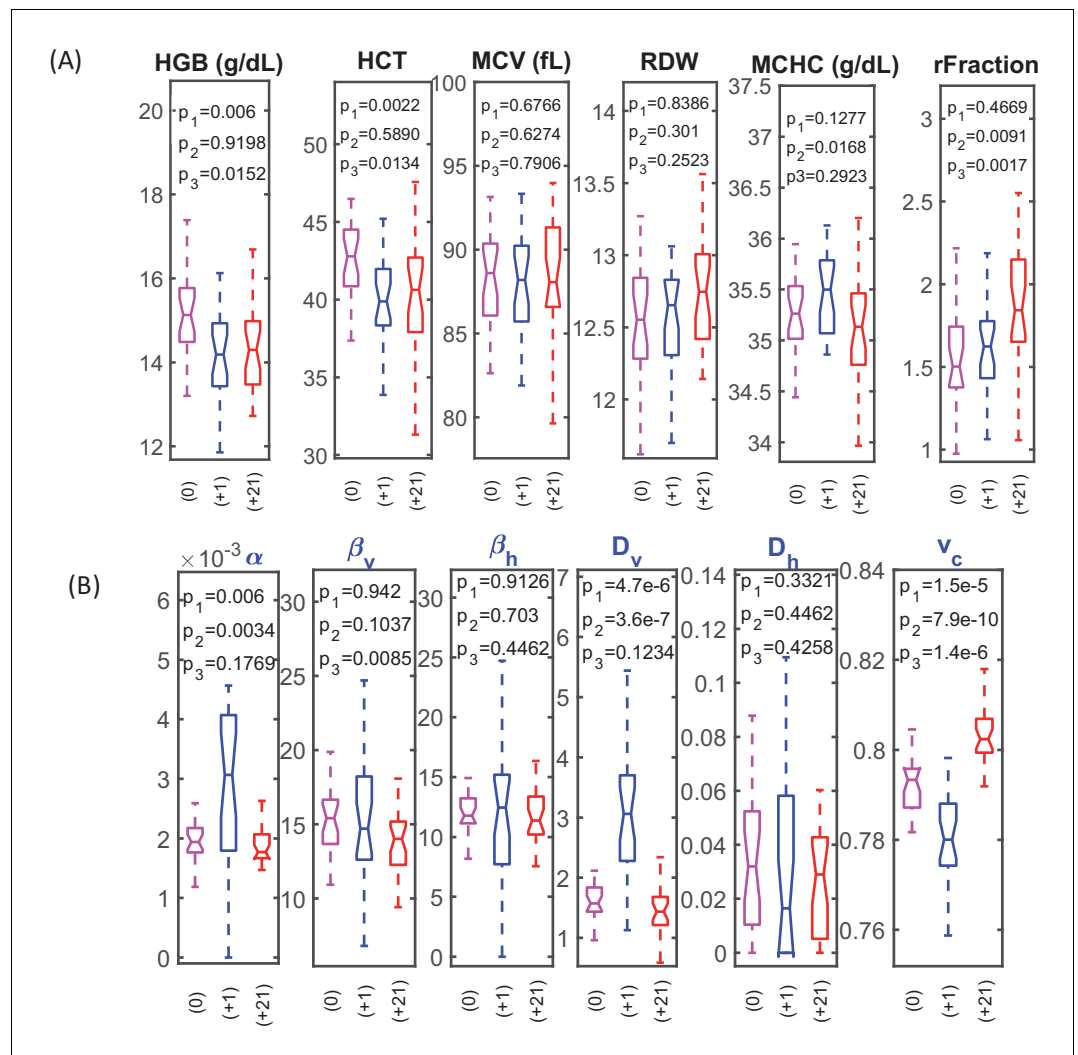 (A)
HGB (g/dL)
20
18
16
14
12
p1=0.006
p2=0.9198
p3=0.0152
(0)
(+1)
(+21)
HCT
50
45
40
35
30
p1=0.0022
p2=0.5890
p3=0.0134
(0)
(+1)
(+21)
MCV (fL)
100
95
90
85
80
p1=0.6766
p2=0.6274
p3=0.7906
(0)
(+1)
(+21)
RDW
14
13.5
13
12.5
12
p1=0.8386
p2=0.301
p3=0.2523
(0)
(+1)
(+21)
MCHC (g/dL)
37.5
37
36.5
36
35.5
35
34.5
34
p1=0.1277
p2=0.0168
p3=0.2923
(0)
(+1)
(+21)
rFraction
3
2.5
2
1.5
1
p1=0.4669
p2=0.0091
p3=0.0017
(0)
(+1)
(+21)
(B)
×10-3 α
6
5
4
3
2
1
0
p1=0.006
p2=0.0034
p3=0.1769
(0)
(+1)
(+21)
βv
30
25
20
15
10
p1=0.942
p2=0.1037
p3=0.0085
(0)
(+1)
(+21)
βh
30
25
20
15
10
5
0
p1=0.9126
p2=0.703
p3=0.4462
(0)
(+1)
(+21)
Dv
7
6
5
4
3
2
1
p1=4.7e-6
p2=3.6e-7
p3=0.1234
(0)
(+1)
(+21)
Dh
0.14
0.12
0.1
0.08
0.06
0.04
0.02
0
p1=0.3321
p2=0.4462
p3=0.4258
(0)
(+1)
(+21)
vc
0.84
0.82
0.8
0.78
0.76
p1=1.5e-5
p2=7.9e-10
p3=1.4e-6
(0)
(+1)
(+21)